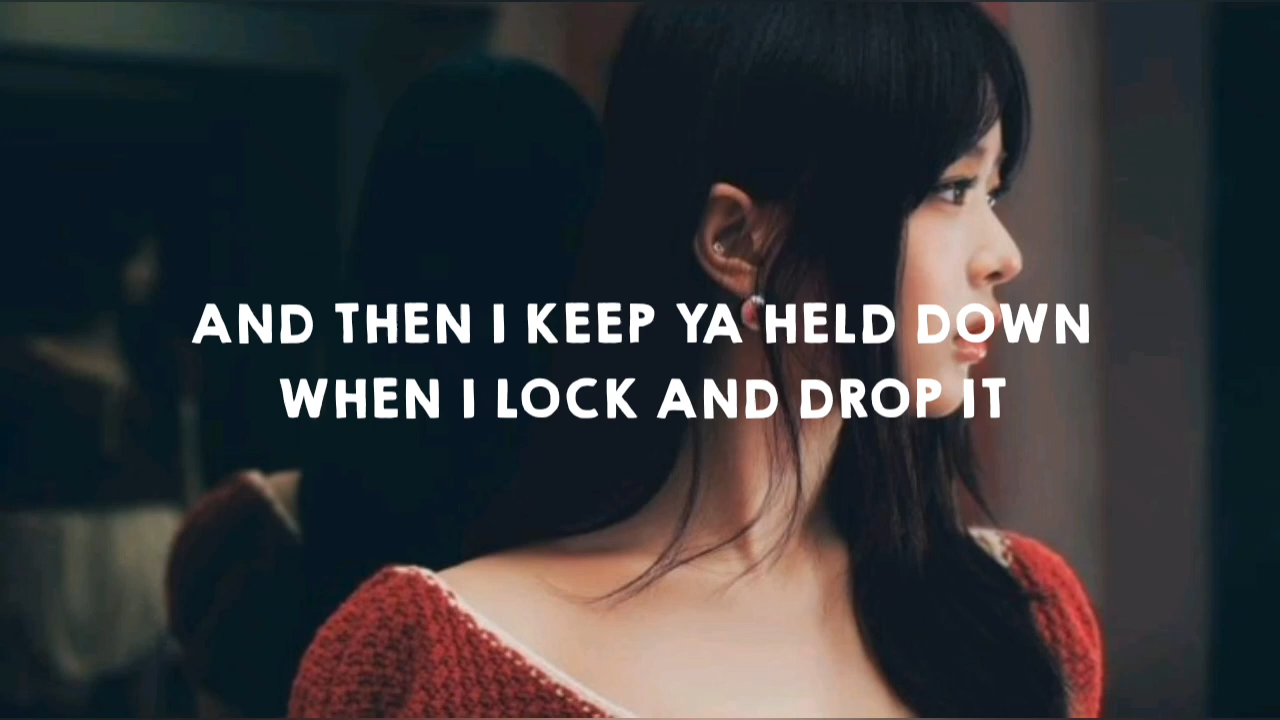 AND THEN I KEEP YA HELD DOWN
WHEN I LOCK AND DROP IT